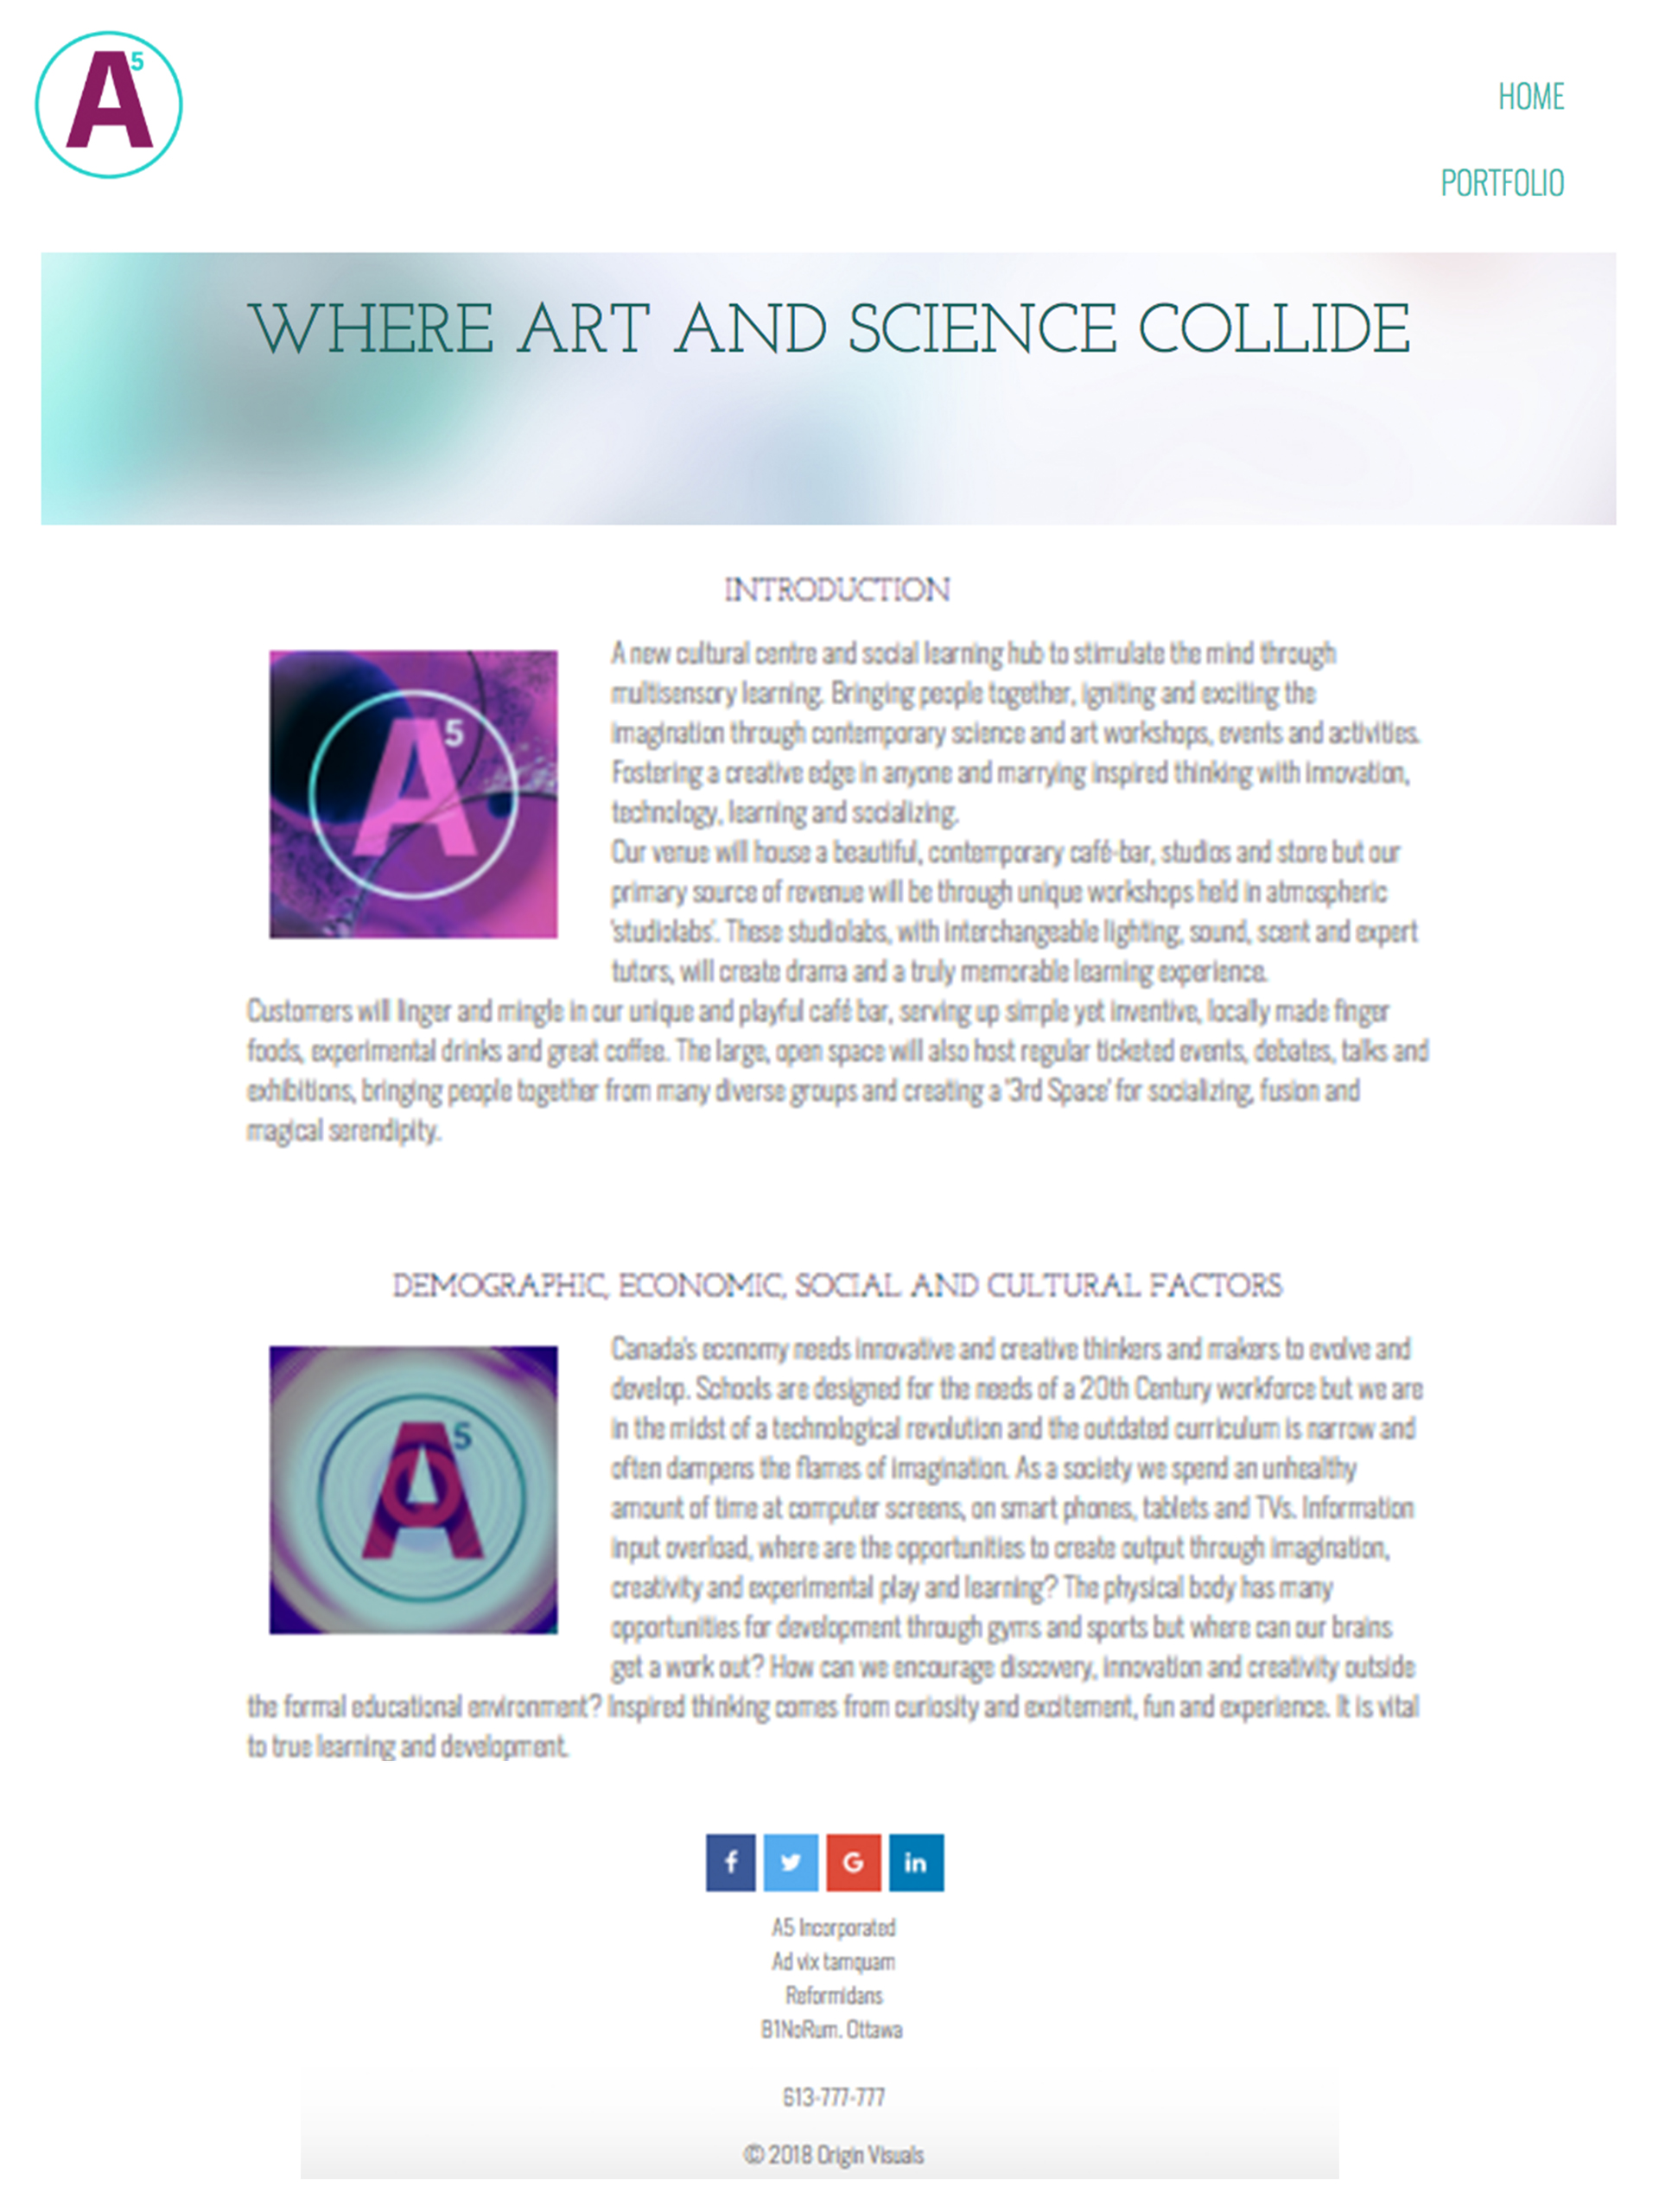 A5
HOME
PORTFOLIO
WHERE ART AND SCIENCE COLLIDE
INTRODUCTION
A5
A new cultural centre and social learning hub to stimulate the mind through
multisensory learning. Bringing people together, igniting and exciting the
imagination through contemporary science and art workshops, events and activities.
Fostering a creative edge in anyone and marrying inspired thinking with innovation,
technology, learning and socializing.
Our venue will house a beautiful, contemporary café-bar, studios and store but our
primary source of revenue will be through unique workshops held in atmospheric
'studiolabs'. These studiolabs, with interchangeable lighting, sound, scent and expert
tutors, will create drama and a truly memorable learning experience.
Customers will linger and mingle in our unique and playful café bar, serving up simple yet inventive, locally made finger
foods, experimental drinks and great coffee. The large, open space will also host regular ticketed events, debates, talks and
exhibitions, bringing people together from many diverse groups and creating a '3rd Space' for socializing, fusion and
magical serendipity.
DEMOGRAPHIC, ECONOMIC, SOCIAL AND CULTURAL FACTORS
A5
Canada's economy needs innovative and creative thinkers and makers to evolve and
develop. Schools are designed for the needs of a 20th Century workforce but we are
in the midst of a technological revolution and the outdated curriculum is narrow and
often dampens the flames of imagination. As a society we spend an unhealthy
amount of time at computer screens, on smart phones, tablets and TVs. Information
input overload, where are the opportunities to create output through imagination,
creativity and experimental play and learning? The physical body has many
opportunities for development through gyms and sports but where can our brains
get a work out? How can we encourage discovery, innovation and creativity outside
the formal educational environment? Inspired thinking comes from curiosity and excitement, fun and experience. It is vital
to true learning and development.
f
G
in
A5 Incorporated
Ad vix tamquam
Reformidans
B1NoRum. Ottawa
613-777-777
© 2018 Origin Visuals